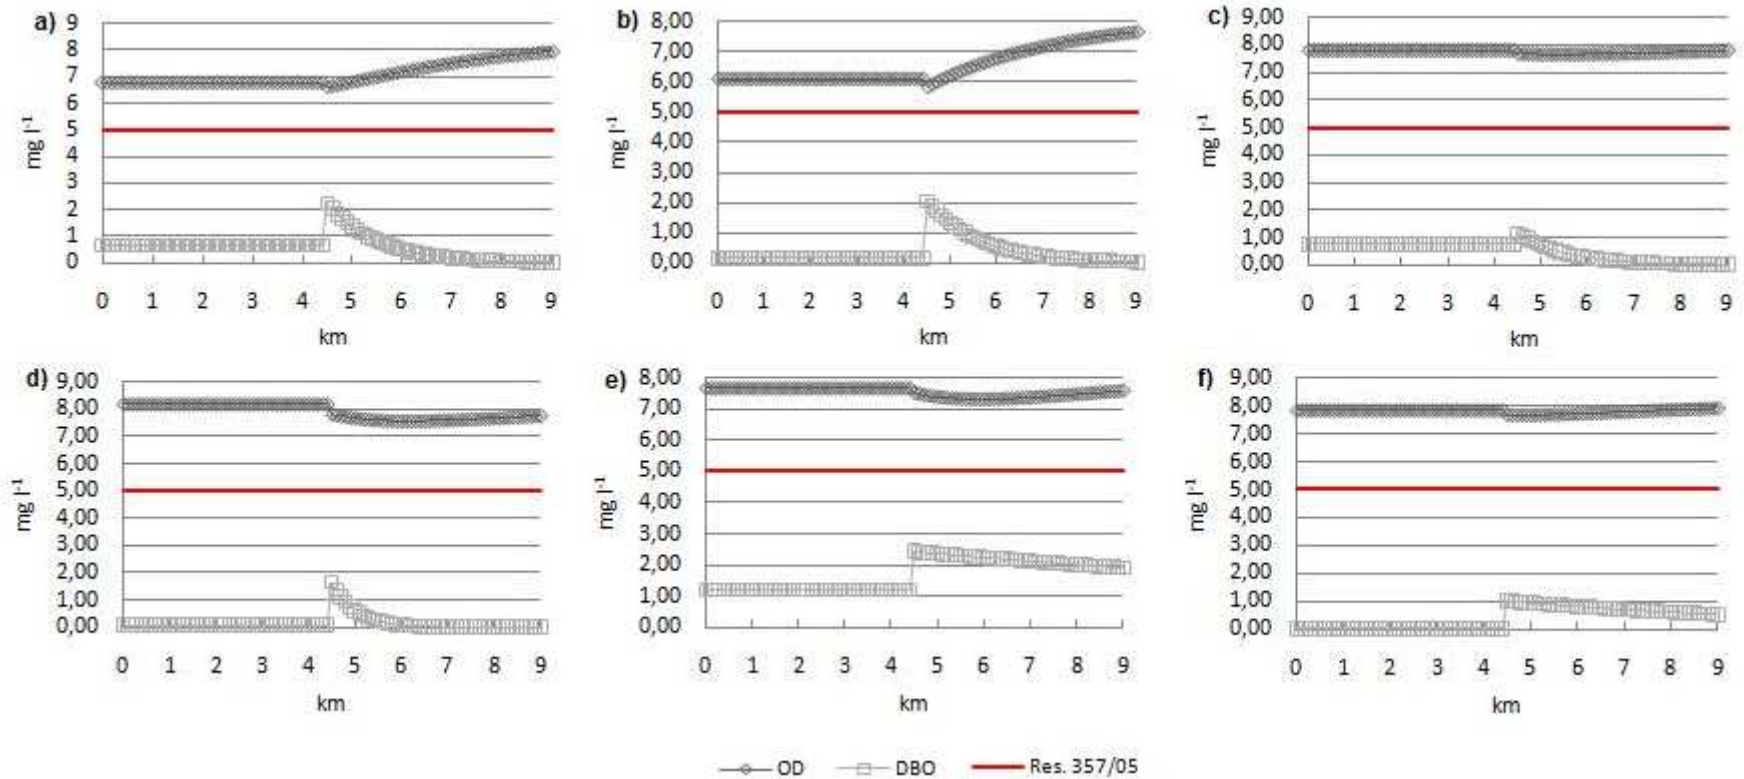 a)
9
8
7
6
5
4
3
2
1
0
mg l-1
0 1 2 3 4 5 6 7 8 9
km
b)
8,00
7,00
6,00
5,00
4,00
3,00
2,00
1,00
0,00
mg l-1
0 1 2 3 4 5 6 7 8 9
km
c)
9,00
8,00
7,00
6,00
5,00
4,00
3,00
2,00
1,00
0,00
mg l-1
0 1 2 3 4 5 6 7 8 9
km
d)
9,00
8,00
7,00
6,00
5,00
4,00
3,00
2,00
1,00
0,00
mg l-1
0 1 2 3 4 5 6 7 8 9
km
e)
8,00
7,00
6,00
5,00
4,00
3,00
2,00
1,00
0,00
mg l-1
0 1 2 3 4 5 6 7 8 9
km
f)
9,00
8,00
7,00
6,00
5,00
4,00
3,00
2,00
1,00
0,00
mg l-1
0 1 2 3 4 5 6 7 8 9
km
OD DBO Res. 357/05